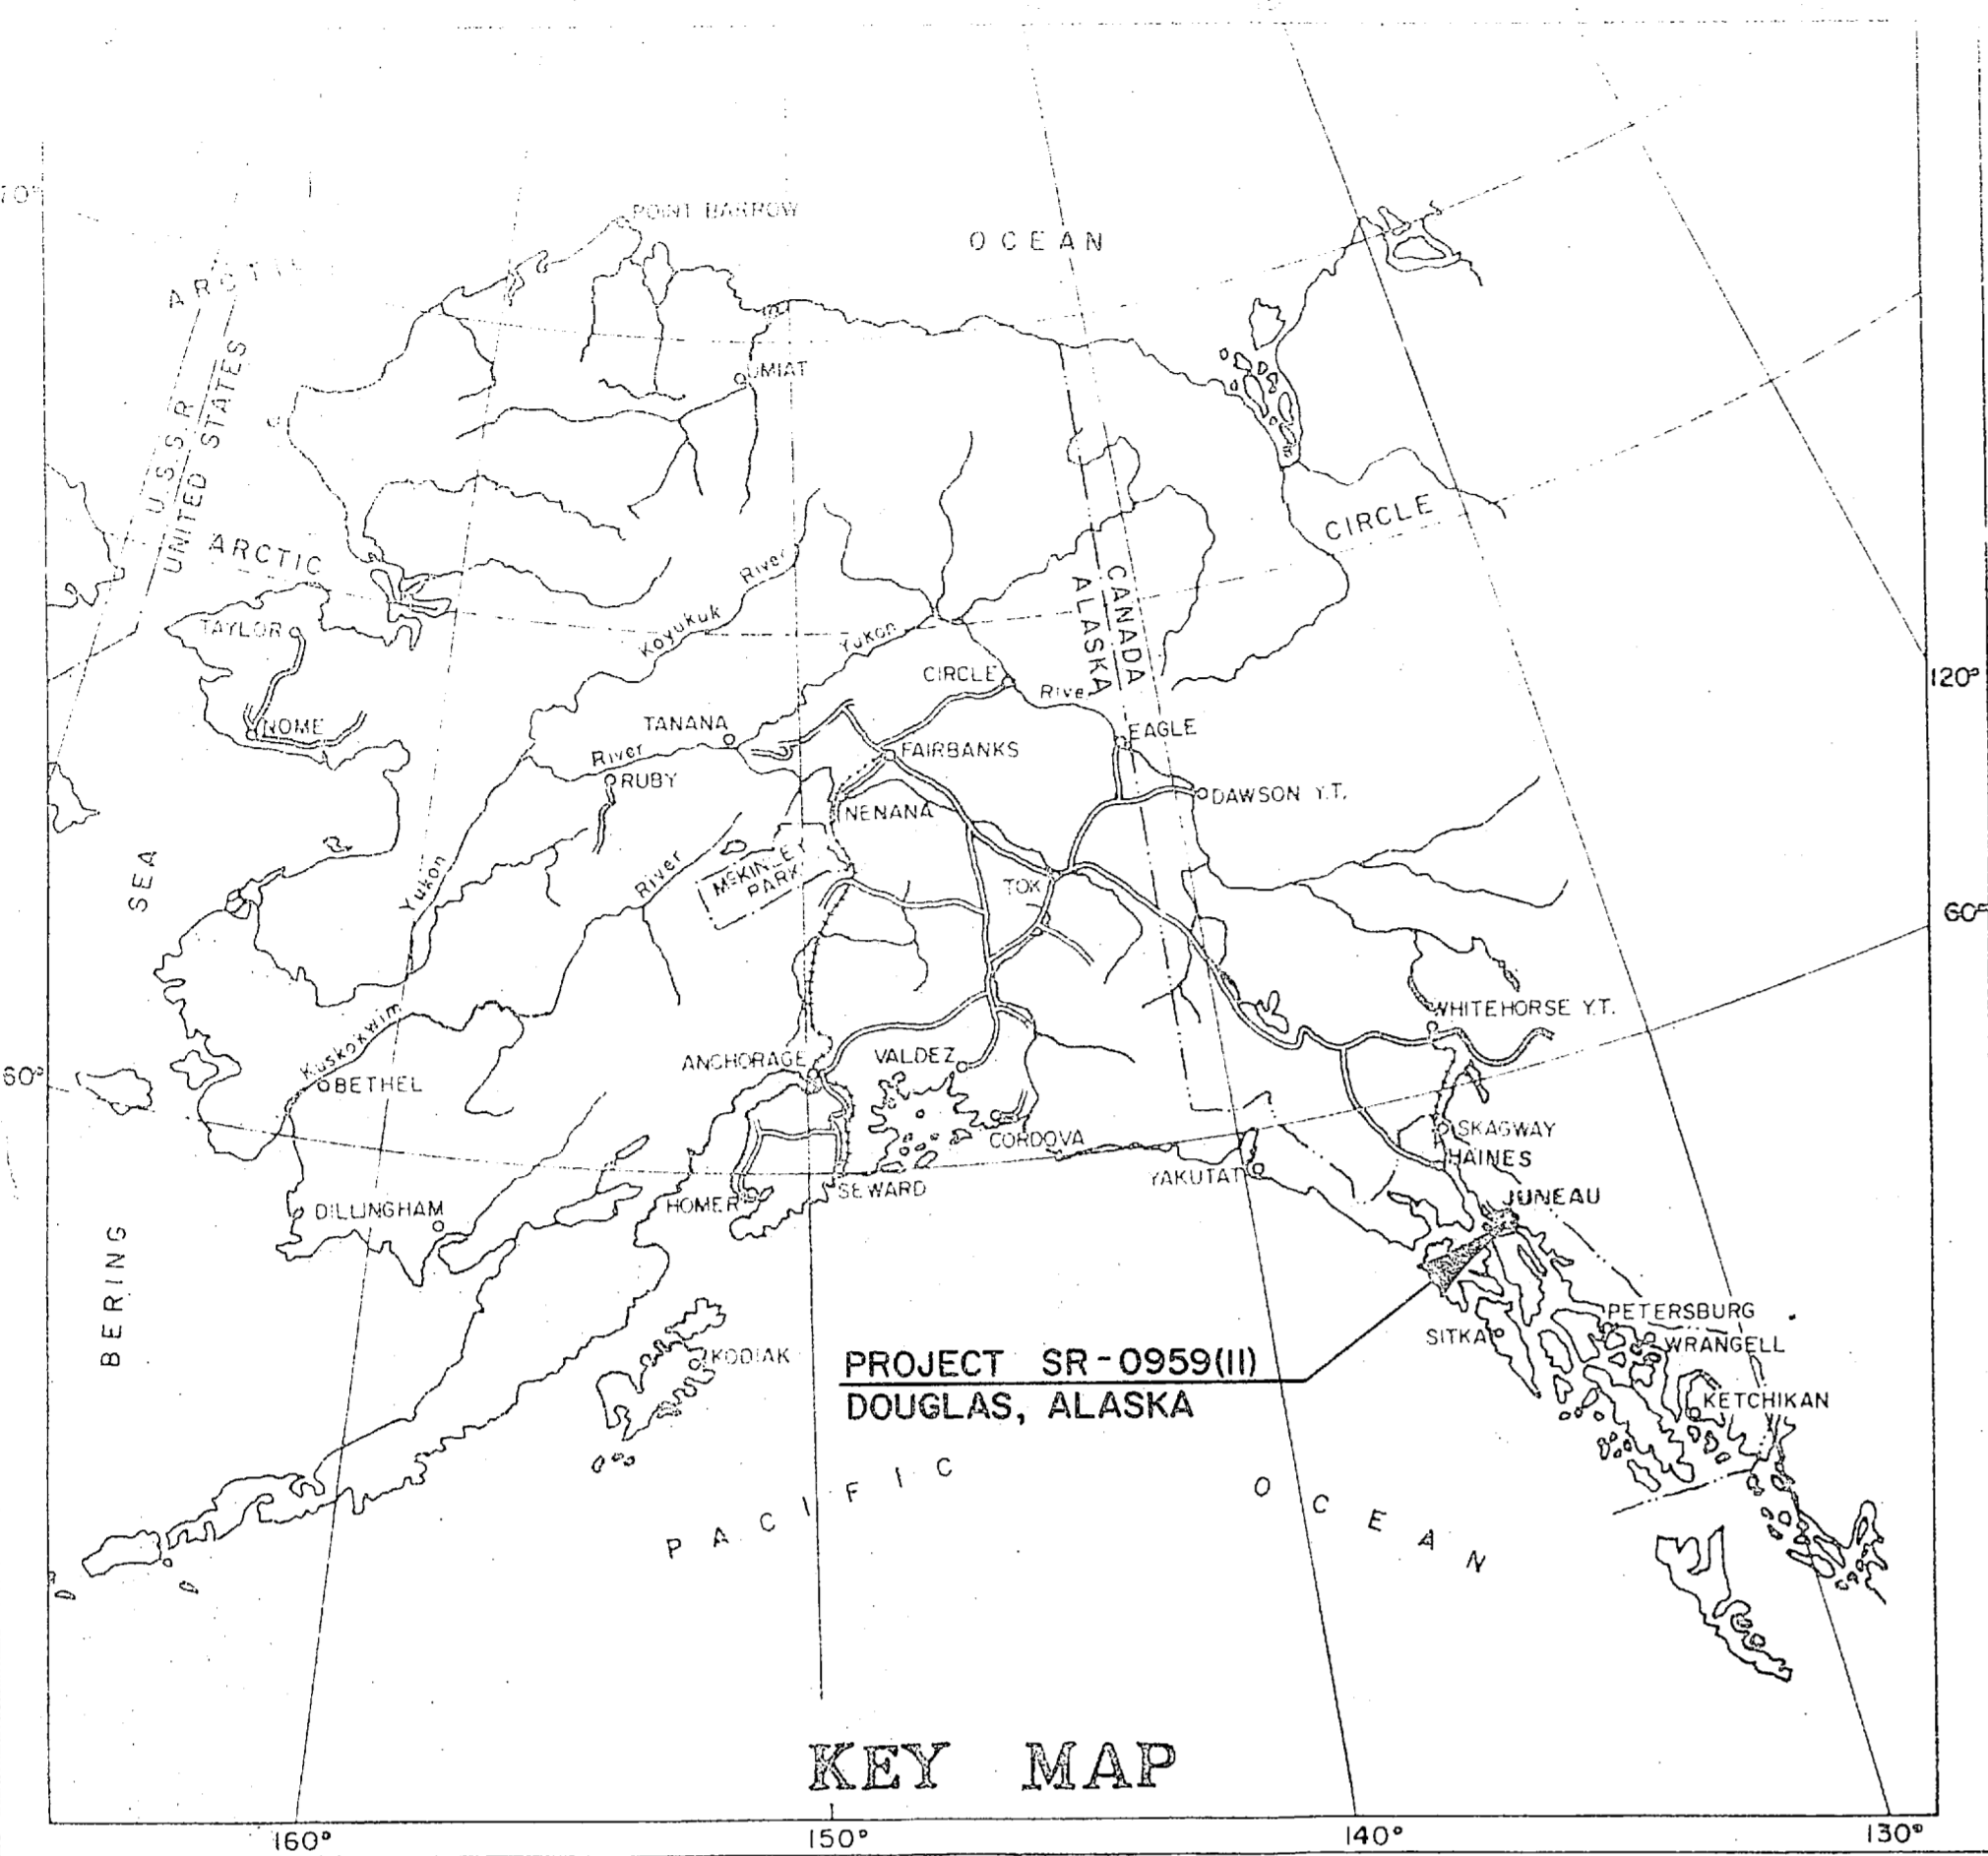 70°
POINT BARROW
OCEAN
ARCTIC
UMIAT
U.S.S.R
UNITED STATES
CIRCLE
ARCTIC
River
CANADA
ALASKA
Koyukuk
TAYLOR
Yukon
CIRCLE
River
120°
NOME
TANANA
EAGLE
FAIRBANKS
River
RUBY
DAWSON Y.T.
NENANA
SEA
River
McKINLEY
PARK
TOK
Yukon
60°
WHITEHORSE Y.T.
Kuskokwim
ANCHORAGE
VALDEZ
60°
BETHEL
CORDOVA
SKAGWAY
HAINES
YAKUTAT
SEWARD
HOMER
JUNEAU
DILLINGHAM
BERING
PETERSBURG
SITKA
WRANGELL
KODIAK
PROJECT SR-0959(11)
DOUGLAS, ALASKA
KETCHIKAN
PACIFIC
OCEAN
KEY MAP
160°
150°
140°
130°